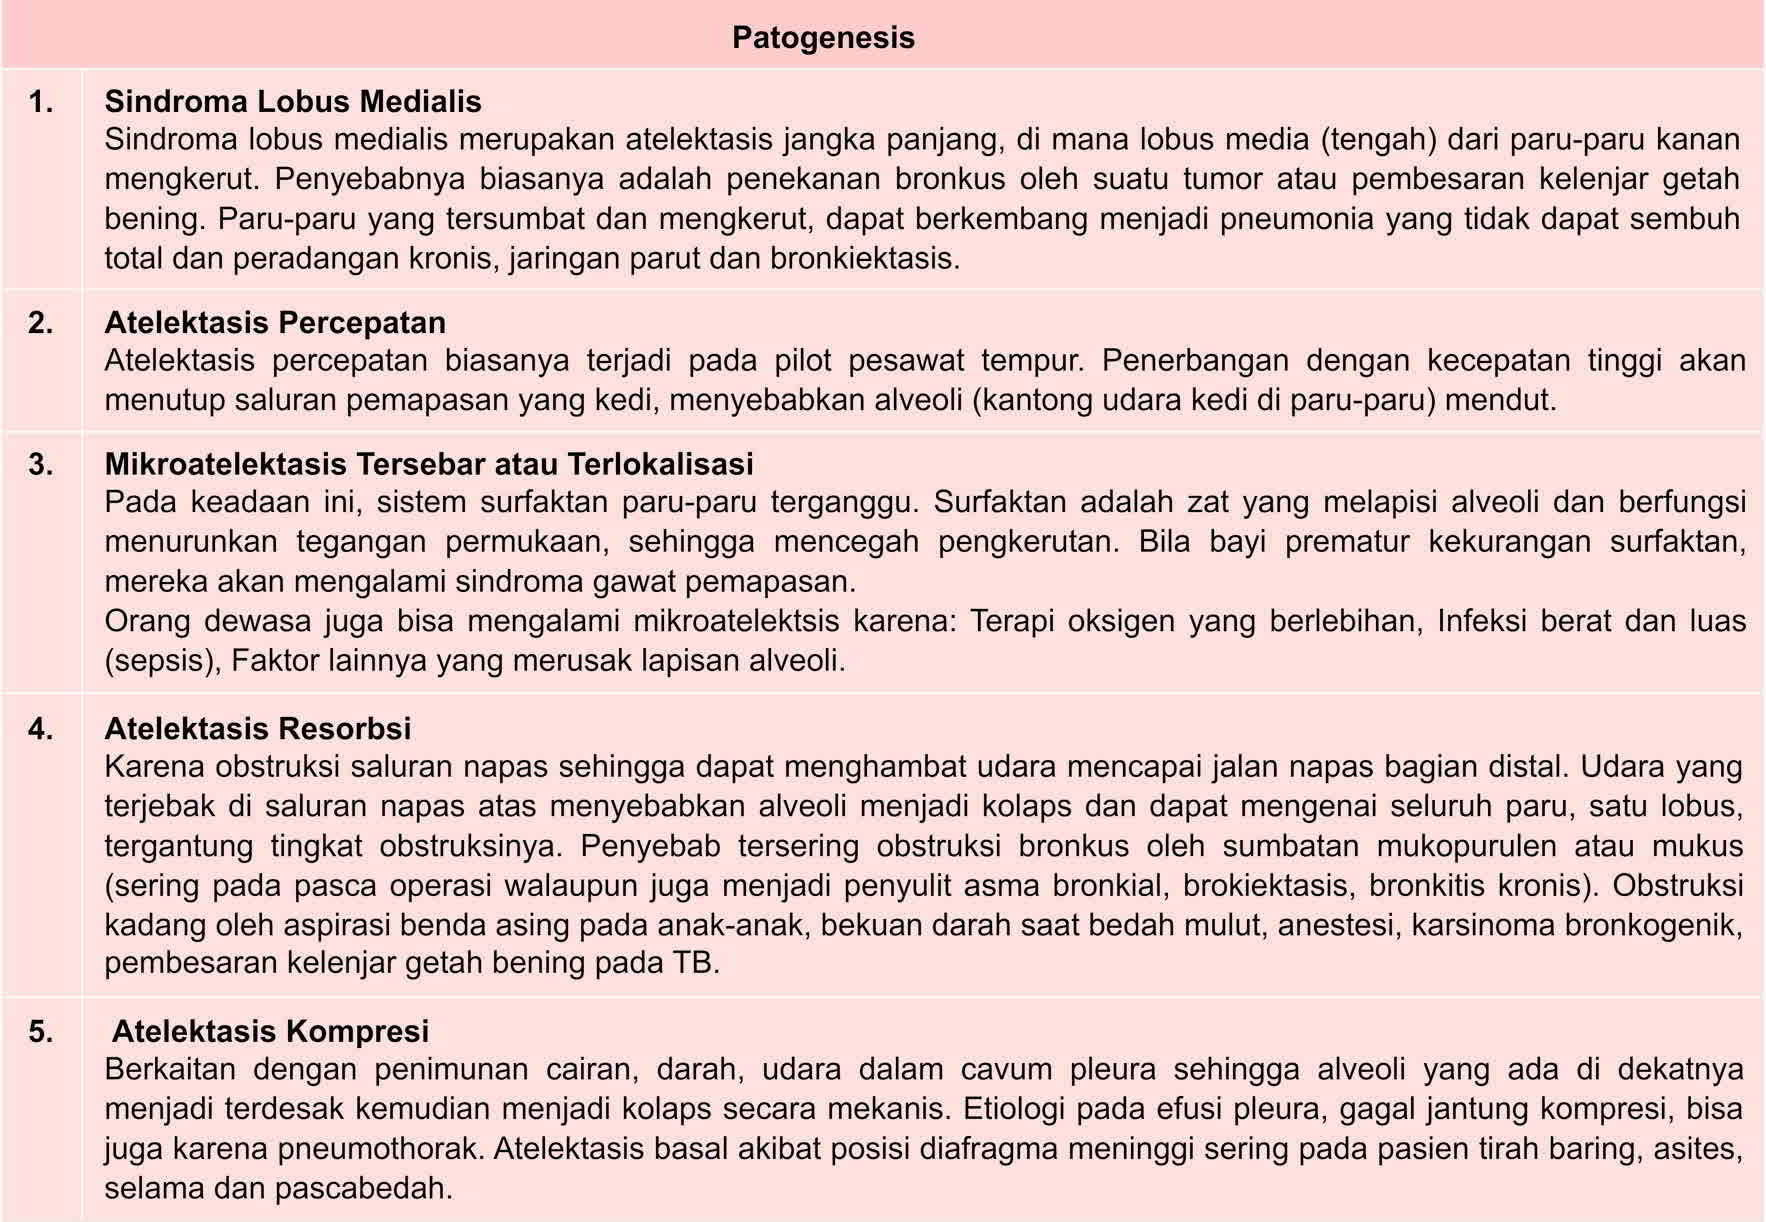 Patogenesis
1. Sindroma Lobus Medialis
Sindroma lobus medialis merupakan atelektasis jangka panjang, di mana lobus media (tengah) dari paru-paru kanan
mengkerut. Penyebabnya biasanya adalah penekanan bronkus oleh suatu tumor atau pembesaran kelenjar getah
bening. Paru-paru yang tersumbat dan mengkerut, dapat berkembang menjadi pneumonia yang tidak dapat sembuh
total dan peradangan kronis, jaringan parut dan bronkiektasis.
2. Atelektasis Percepatan
Atelektasis percepatan biasanya terjadi pada pilot pesawat tempur. Penerbangan dengan kecepatan tinggi akan
menutup saluran pemapasan yang kedi, menyebabkan alveoli (kantong udara kedi di paru-paru) mendut.
3. Mikroatelektasis Tersebar atau Terlokalisasi
Pada keadaan ini, sistem surfaktan paru-paru terganggu. Surfaktan adalah zat yang melapisi alveoli dan berfungsi
menurunkan tegangan permukaan, sehingga mencegah pengkerutan. Bila bayi prematur kekurangan surfaktan,
mereka akan mengalami sindroma gawat pemapasan.
Orang dewasa juga bisa mengalami mikroatelektsis karena: Terapi oksigen yang berlebihan, Infeksi berat dan luas
(sepsis), Faktor lainnya yang merusak lapisan alveoli.
4. Atelektasis Resorbsi
Karena obstruksi saluran napas sehingga dapat menghambat udara mencapai jalan napas bagian distal. Udara yang
terjebak di saluran napas atas menyebabkan alveoli menjadi kolaps dan dapat mengenai seluruh paru, satu lobus,
tergantung tingkat obstruksinya. Penyebab tersering obstruksi bronkus oleh sumbatan mukopurulen atau mukus
(sering pada pasca operasi walaupun juga menjadi penyulit asma bronkial, brokiektasis, bronkitis kronis). Obstruksi
kadang oleh aspirasi benda asing pada anak-anak, bekuan darah saat bedah mulut, anestesi, karsinoma bronkogenik,
pembesaran kelenjar getah bening pada TB.
5. Atelektasis Kompresi
Berkaitan dengan penimunan cairan, darah, udara dalam cavum pleura sehingga alveoli yang ada di dekatnya
menjadi terdesak kemudian menjadi kolaps secara mekanis. Etiologi pada efusi pleura, gagal jantung kompresi, bisa
juga karena pneumothorak. Atelektasis basal akibat posisi diafragma meninggi sering pada pasien tirah baring, asites,
selama dan pascabedah.